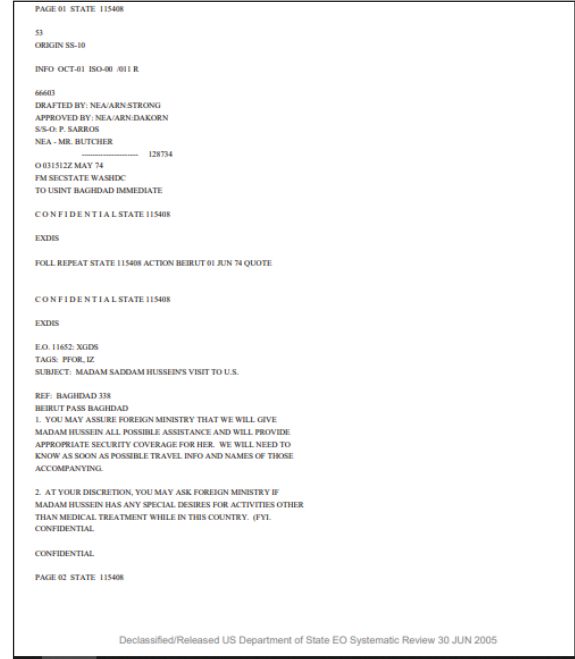 PAGE 01 STATE 115408
53
ORIGIN SS-10
INFO OCT-01 ISO-00 /011 R
66603
DRAFTED BY: NEA/ARN:STRONG
APPROVED BY: NEA/ARN:DAKORN
S/S-O: P. SARROS
NEA - MR. BUTCHER
--------------------- 128734
O 031512Z MAY 74
FM SECSTATE WASHDC
TO USINT BAGHDAD IMMEDIATE
C O N F I D E N T I A L STATE 115408
EXDIS
FOLL REPEAT STATE 115408 ACTION BEIRUT 01 JUN 74 QUOTE
C O N F I D E N T I A L STATE 115408
EXDIS
E.O. 11652: XGDS
TAGS: PFOR, IZ
SUBJECT: MADAM SADDAM HUSSEIN'S VISIT TO U.S.
REF: BAGHDAD 338
BEIRUT PASS BAGHDAD
1. YOU MAY ASSURE FOREIGN MINISTRY THAT WE WILL GIVE
MADAM HUSSEIN ALL POSSIBLE ASSISTANCE AND WILL PROVIDE
APPROPRIATE SECURITY COVERAGE FOR HER. WE WILL NEED TO
KNOW AS SOON AS POSSIBLE TRAVEL INFO AND NAMES OF THOSE
ACCOMPANYING.
2. AT YOUR DISCRETION, YOU MAY ASK FOREIGN MINISTRY IF
MADAM HUSSEIN HAS ANY SPECIAL DESIRES FOR ACTIVITIES OTHER
THAN MEDICAL TREATMENT WHILE IN THIS COUNTRY. (FYI.
CONFIDENTIAL
CONFIDENTIAL
PAGE 02 STATE 115408
Declassified/Released US Department of State EO Systematic Review 30 JUN 2005